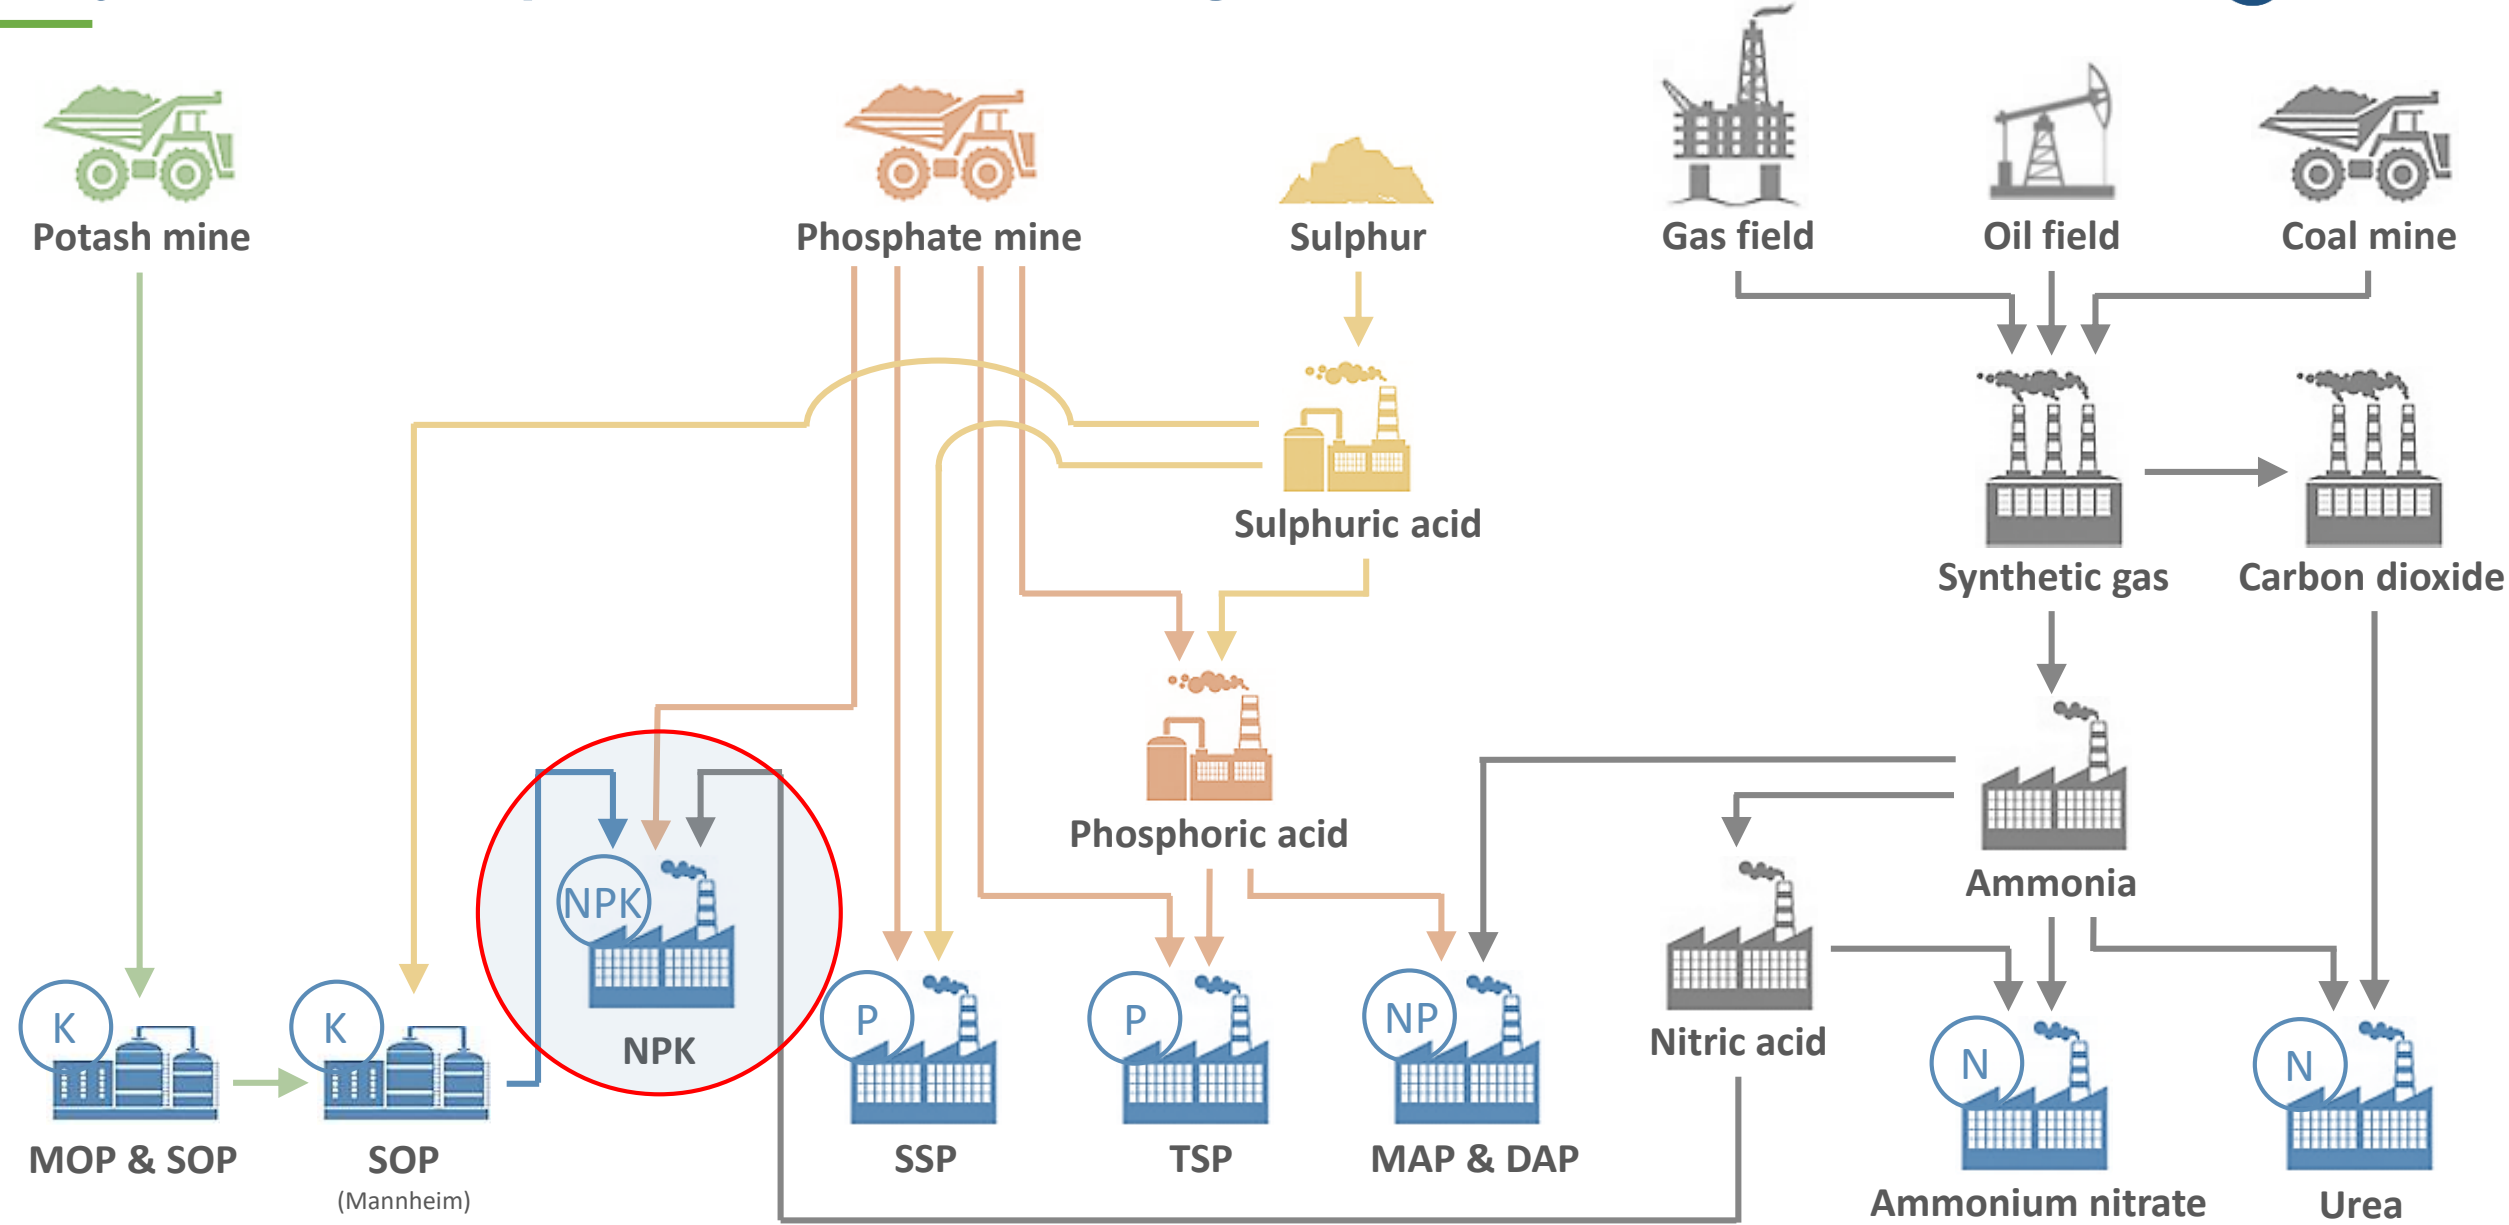 Potash mine
Phosphate mine
Sulphur
Gas field
Oil field
Coal mine
Sulphuric acid
Synthetic gas
Carbon dioxide
Phosphoric acid
Ammonia
NPK
NPK
Nitric acid
K
K
P
P
NP
N
N
MOP & SOP
SOP
(Mannheim)
SSP
TSP
MAP & DAP
Ammonium nitrate
Urea